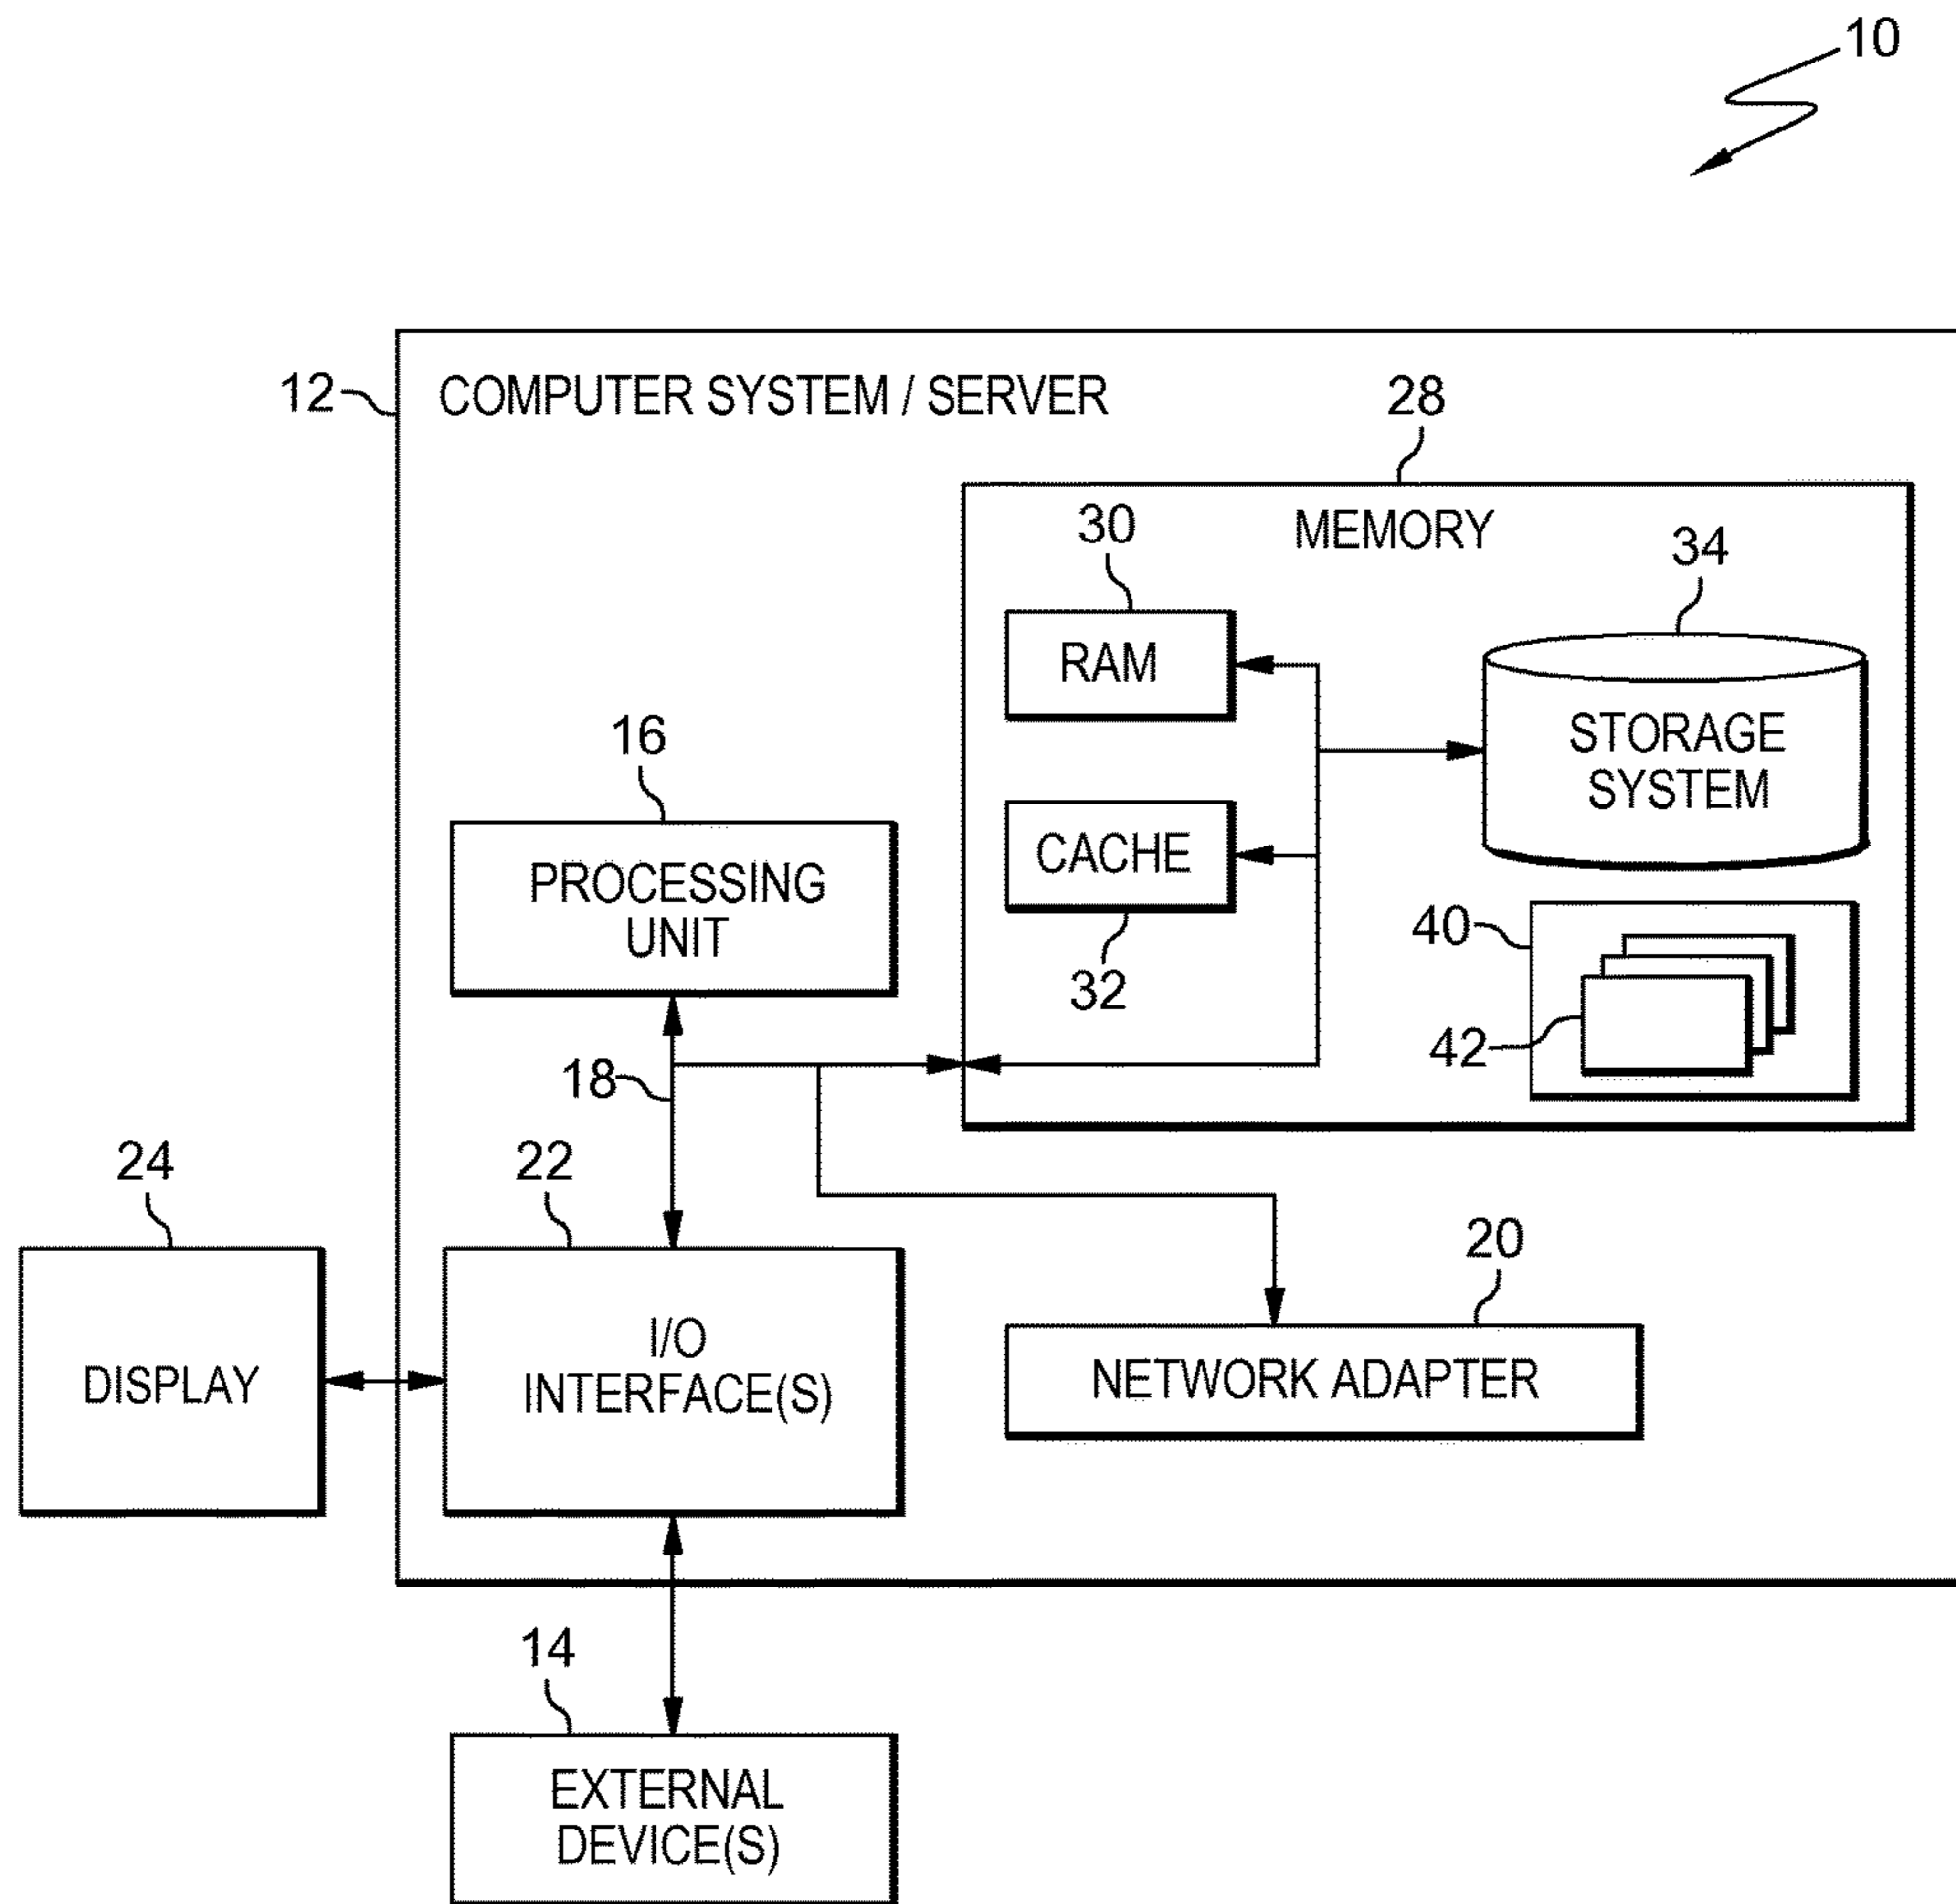 10
12
COMPUTER SYSTEM / SERVER
28
MEMORY
30
RAM
34
STORAGE
SYSTEM
16
PROCESSING
UNIT
CACHE
32
40
42
18
24
DISPLAY
22
I/O
INTERFACE(S)
20
NETWORK ADAPTER
14
EXTERNAL
DEVICE(S)